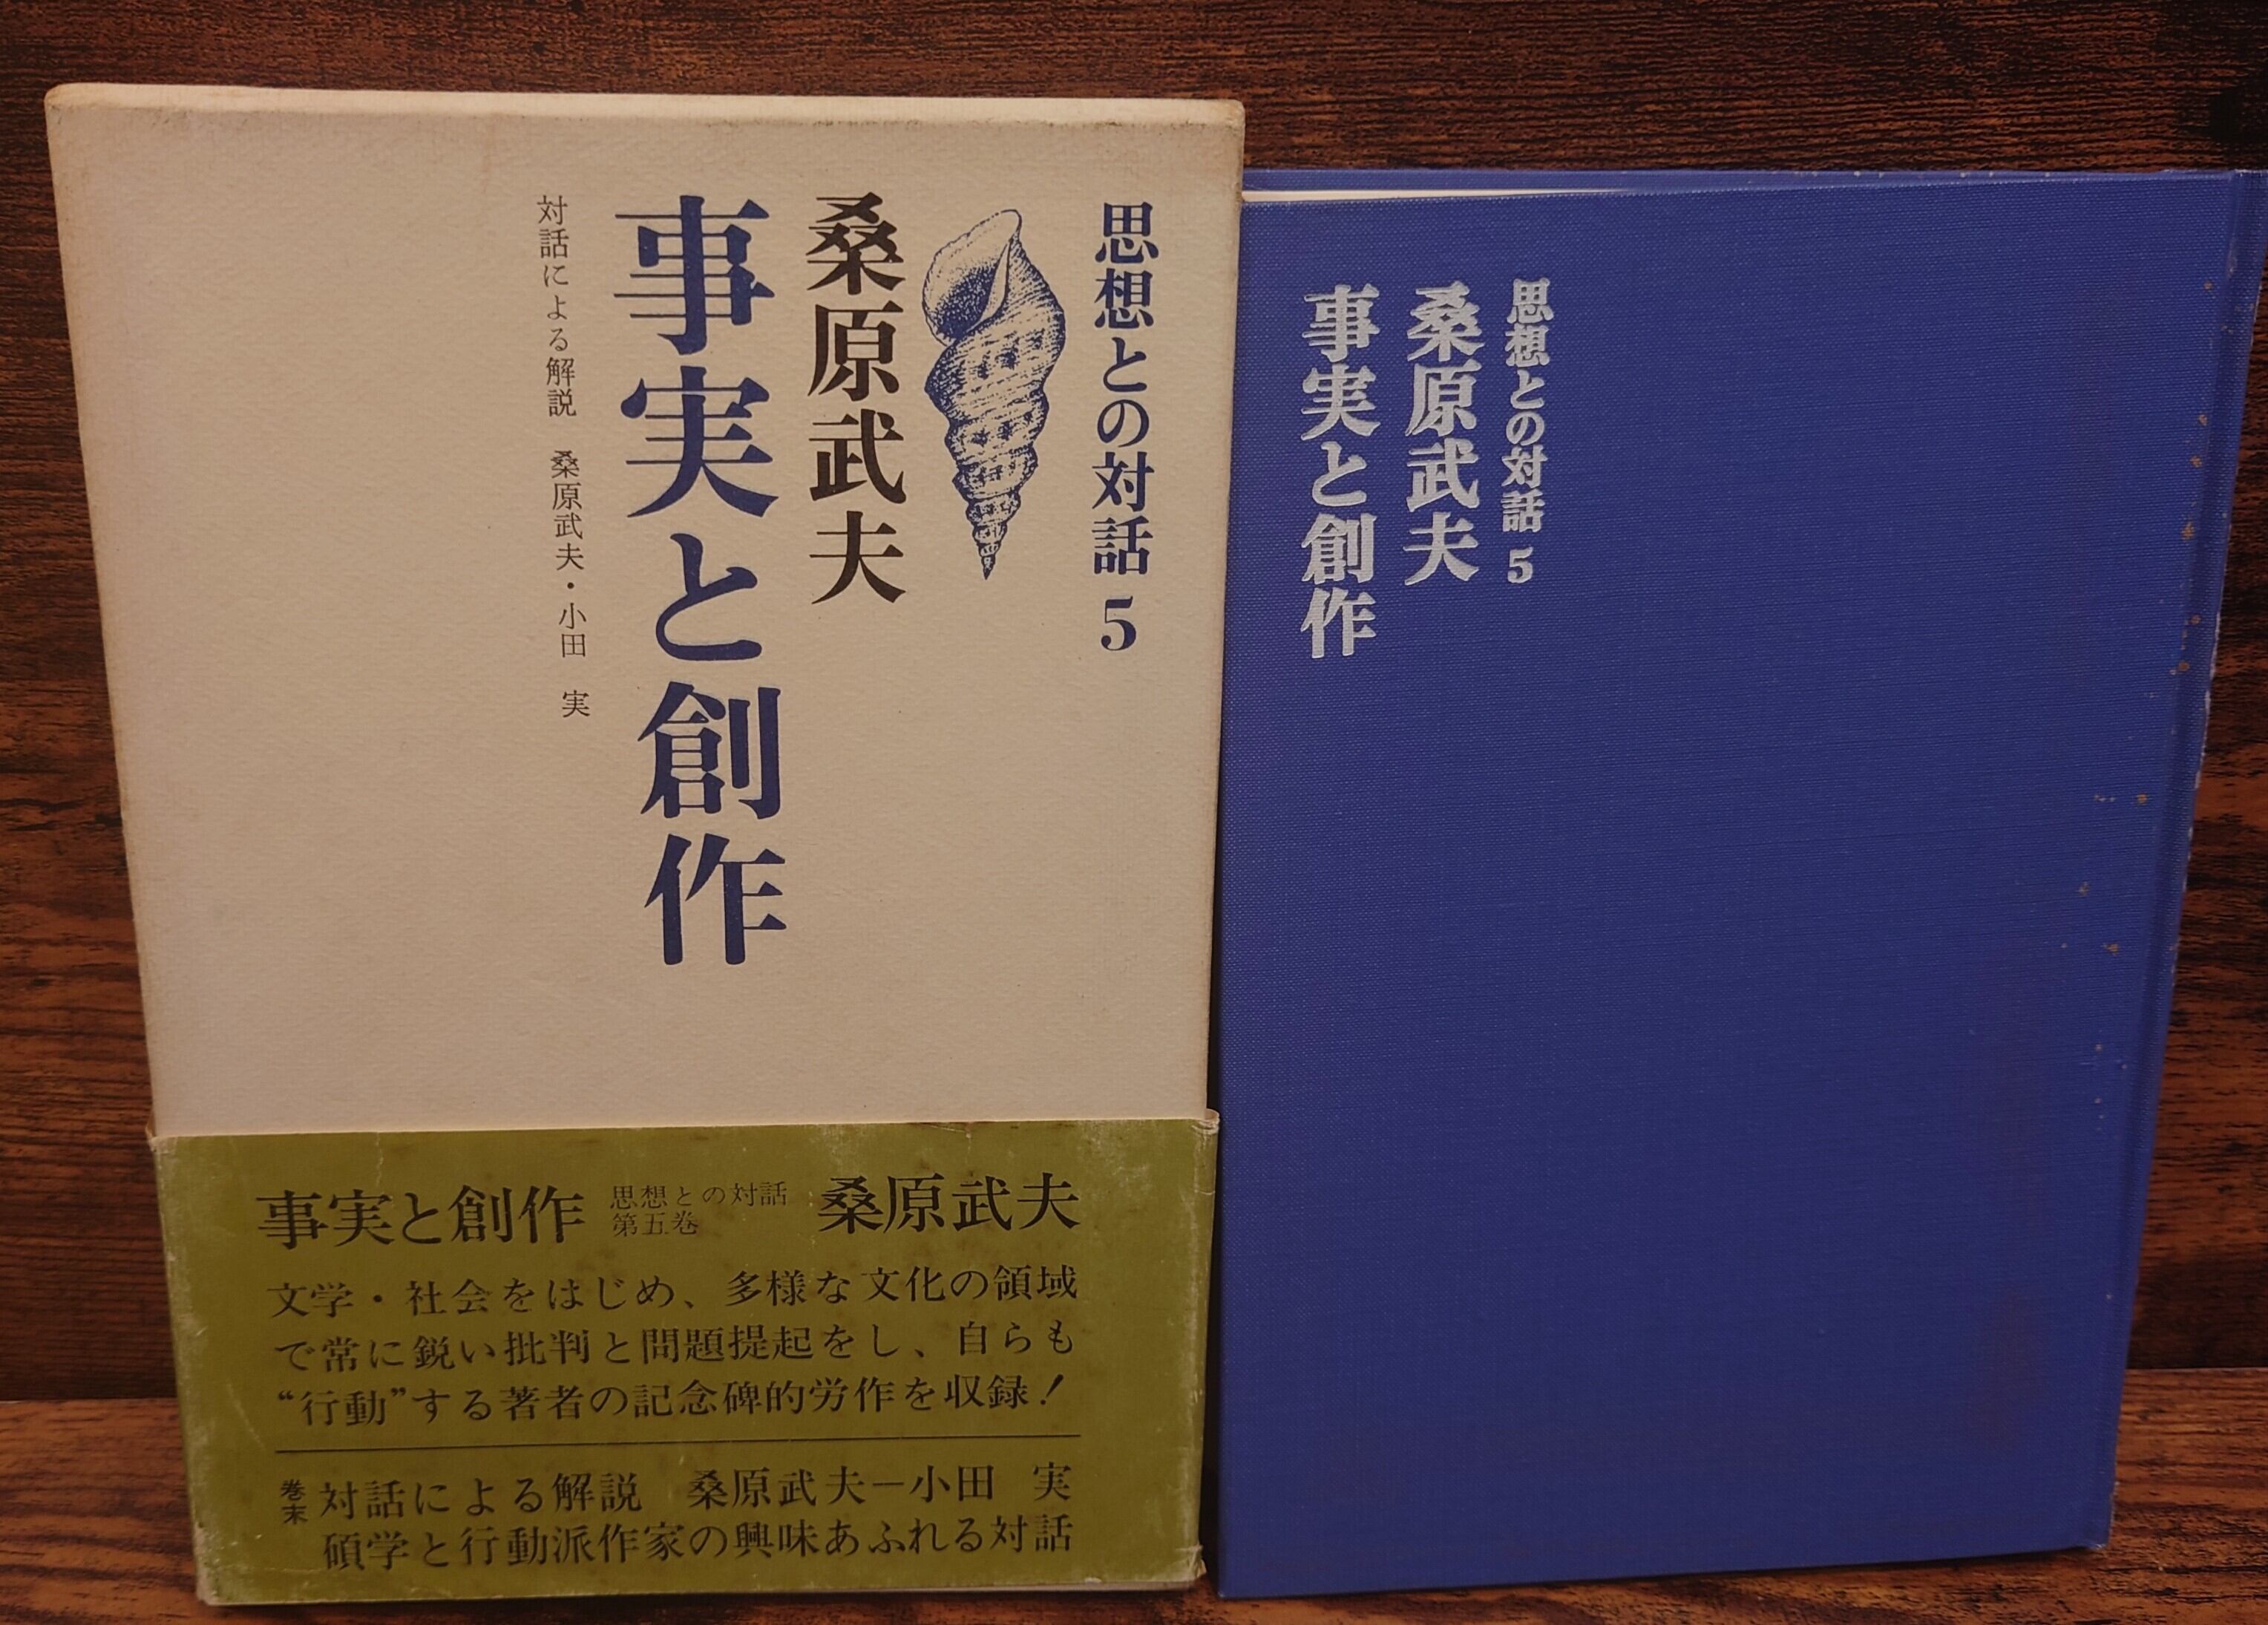 思想との対話 5
桑原武夫
事実と創作
対話による解説 桑原武夫・小田 実
事実と創作 思想との対話 第五巻 桑原武夫
文学・社会をはじめ、多様な文化の領域
で常に鋭い批判と問題提起をし、自らも
“行動”する著者の記念碑的労作を収録！
巻末 対話による解説 桑原武夫－小田 実
碩学と行動派作家の興味あふれる対話
思想との対話 5
桑原武夫
事実と創作